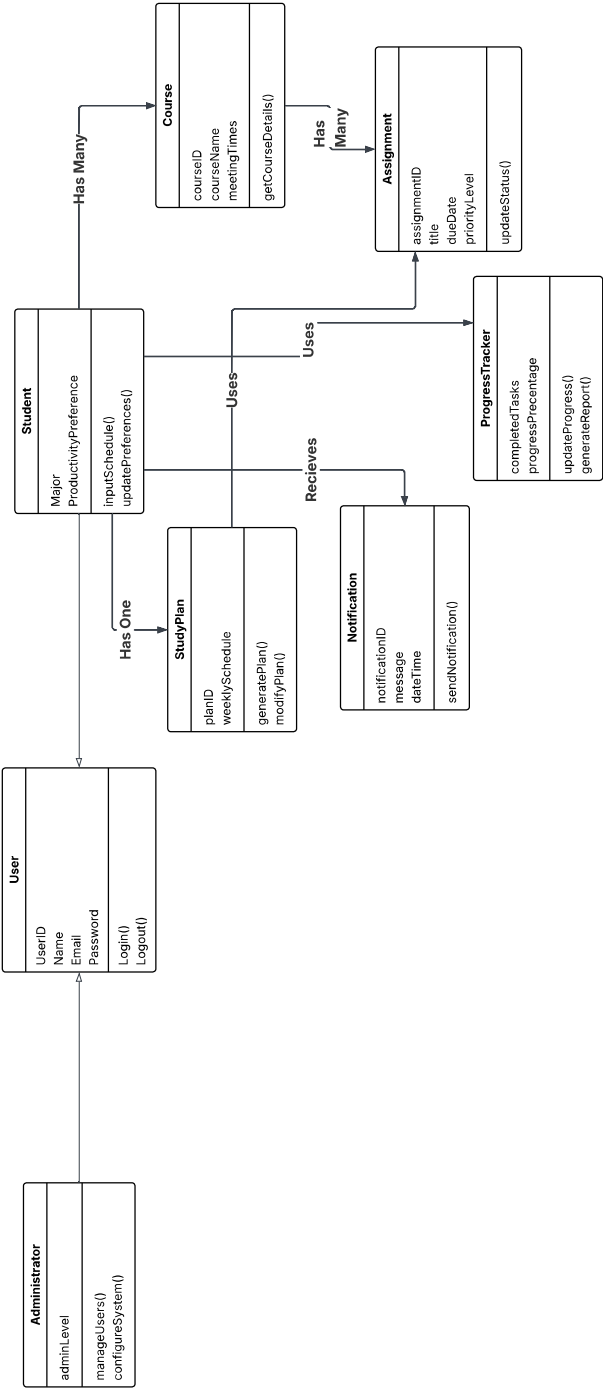 Administrator
adminLevel
manageUsers()
configureSystem()
User
UserID
Name
Email
Password
Login()
Logout()
Student
Major
ProductivityPreference
inputSchedule()
updatePreferences()
Has Many
Course
courseID
courseName
meetingTimes
getCourseDetails()
Has
Many
Assignment
assignmentID
title
dueDate
priorityLevel
updateStatus()
Has One
StudyPlan
planID
weeklySchedule
generatePlan()
modifyPlan()
Uses
Recieves
Notification
notificationID
message
dateTime
sendNotification()
Uses
ProgressTracker
completedTasks
progressPrecentage
updateProgress()
generateReport()